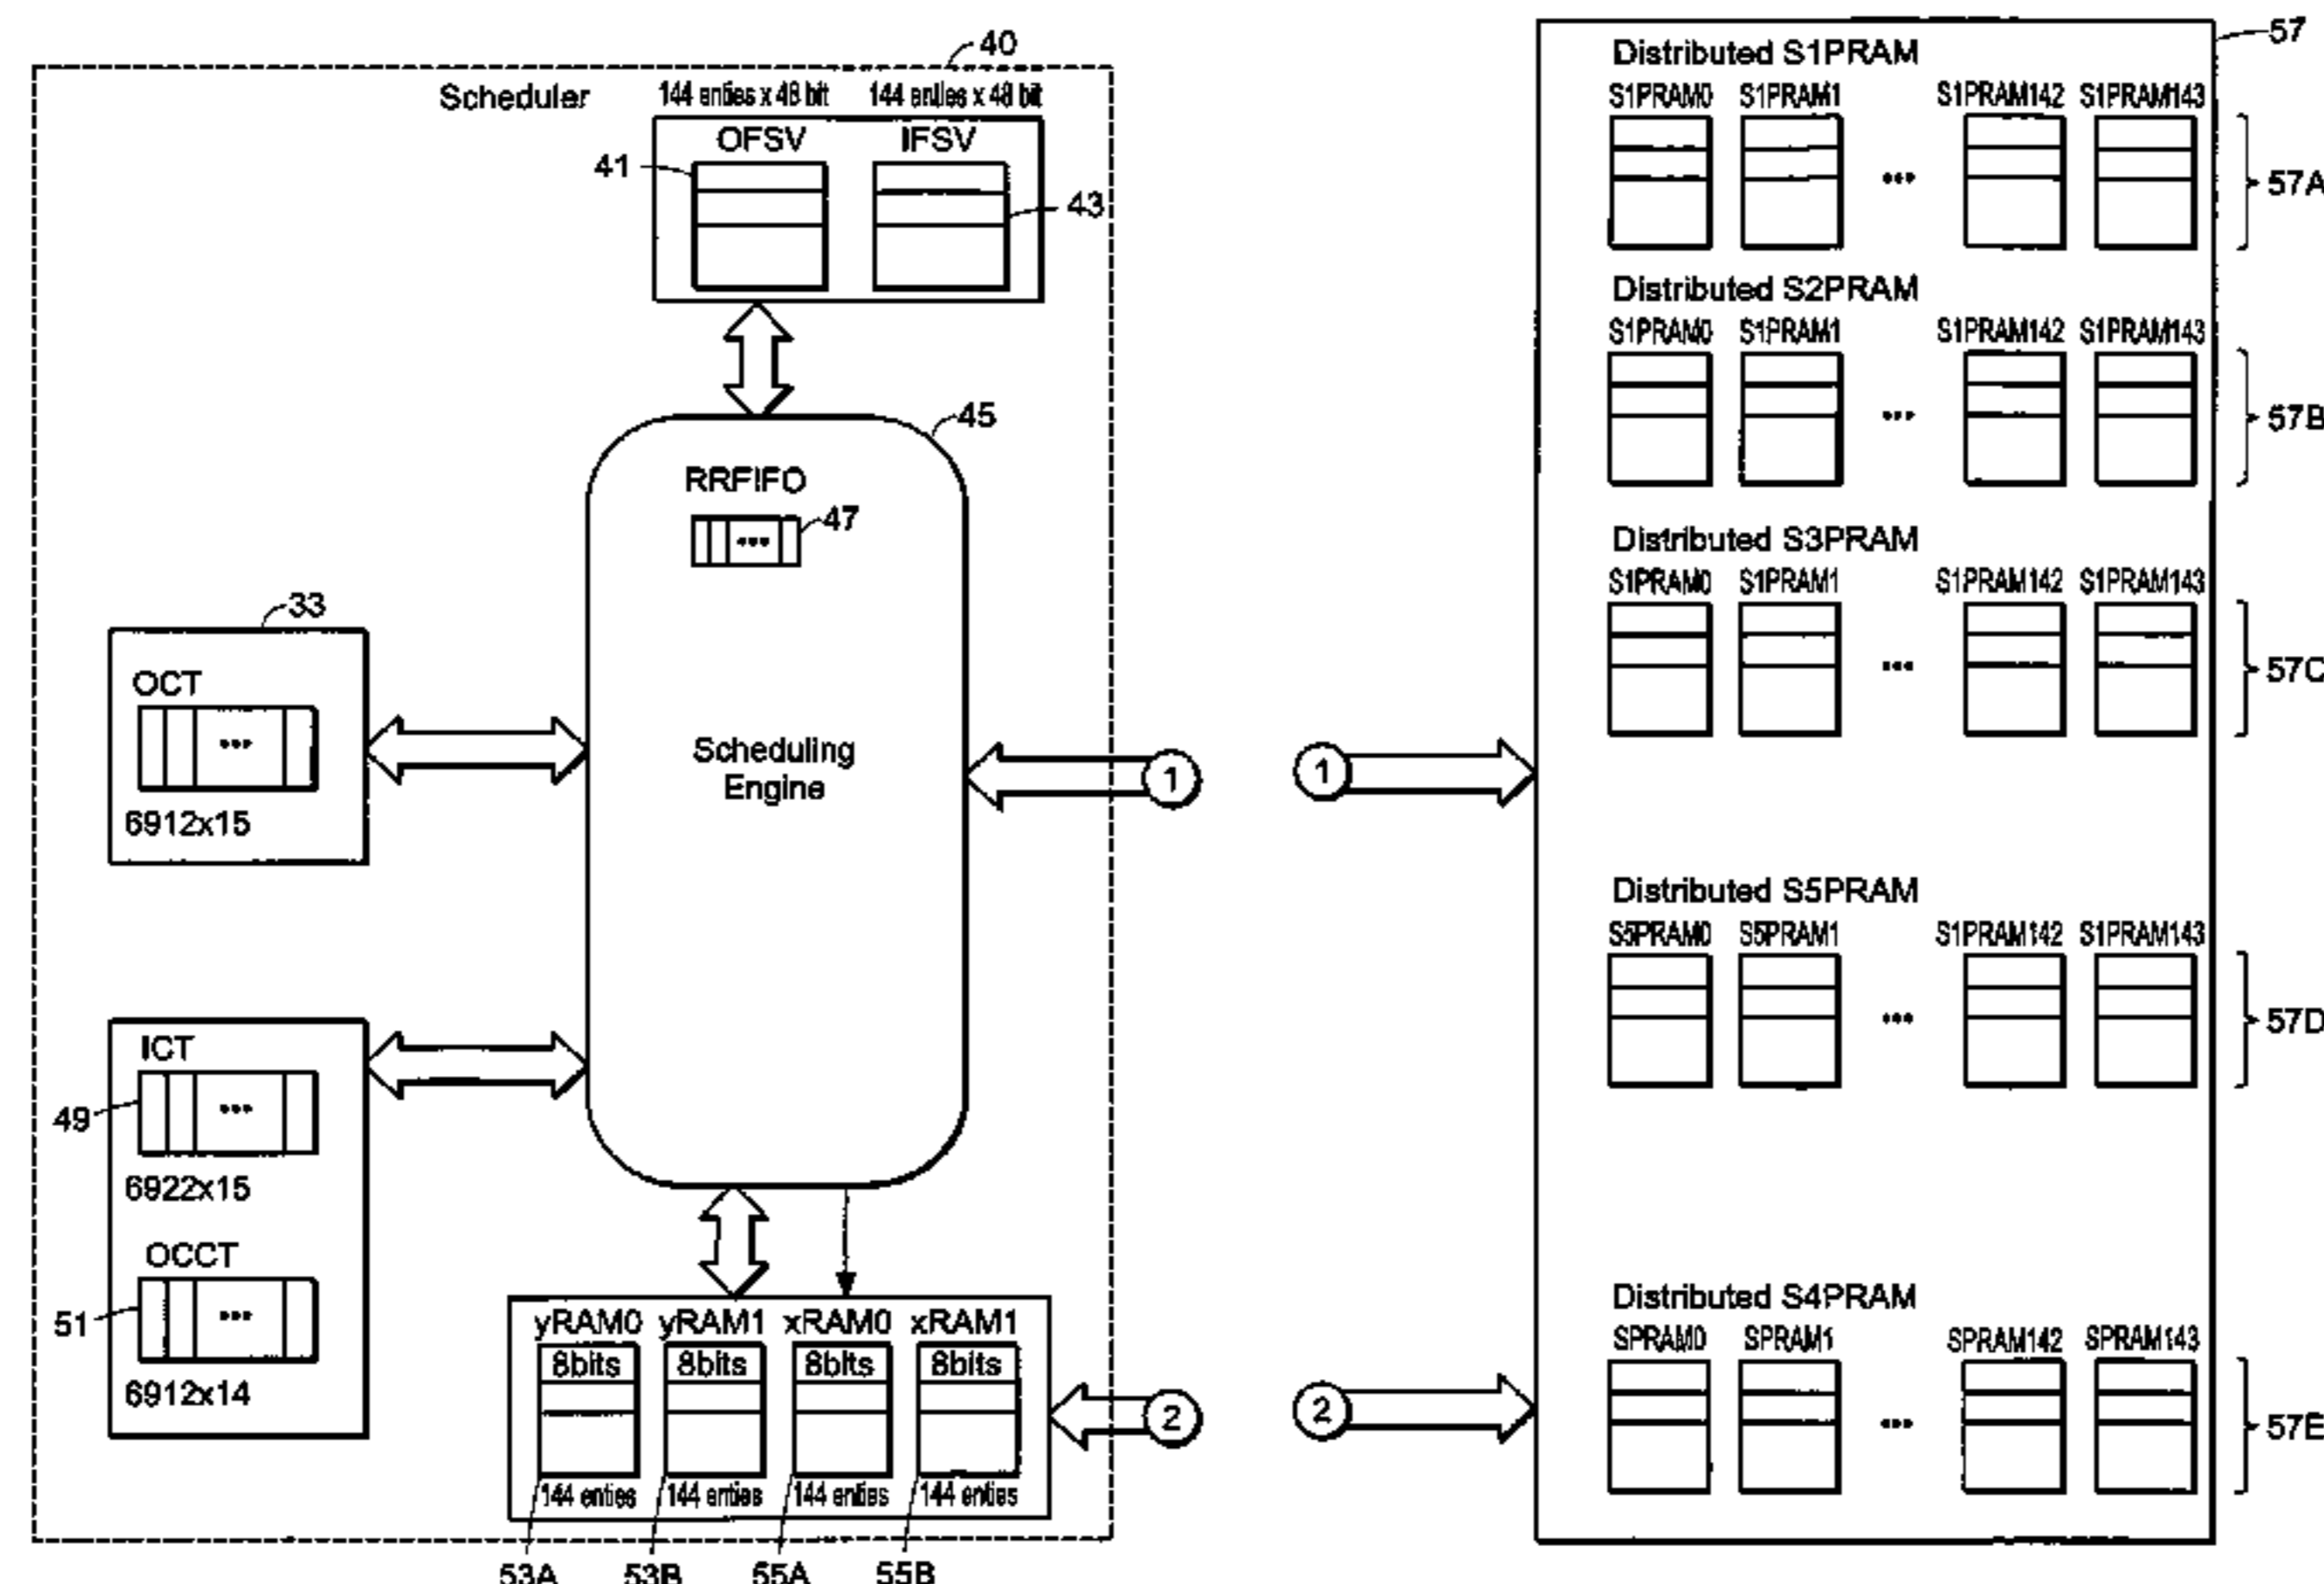 40
Scheduler
144 enties x 48 bit
144 enties x 48 bit
OFSV
IFSV
41
43
45
RRFIFO
47
33
OCT
6912x15
Scheduling
Engine
1
ICT
49
6922x15
OCCT
51
6912x14
yRAM0
yRAM1
xRAM0
xRAM1
8bits
8bits
8bits
8bits
144 enties
144 enties
144 enties
144 enties
2
53A
53B
55A
55B
57
Distributed S1PRAM
S1PRAM0
S1PRAM1
S1PRAM142
S1PRAM143
57A
Distributed S2PRAM
S1PRAM0
S1PRAM1
S1PRAM142
S1PRAM143
57B
Distributed S3PRAM
S1PRAM0
S1PRAM1
S1PRAM142
S1PRAM143
57C
1
Distributed S5PRAM
S5PRAM0
S5PRAM1
S1PRAM142
S1PRAM143
57D
Distributed S4PRAM
SPRAM0
SPRAM1
SPRAM142
SPRAM143
57E
2